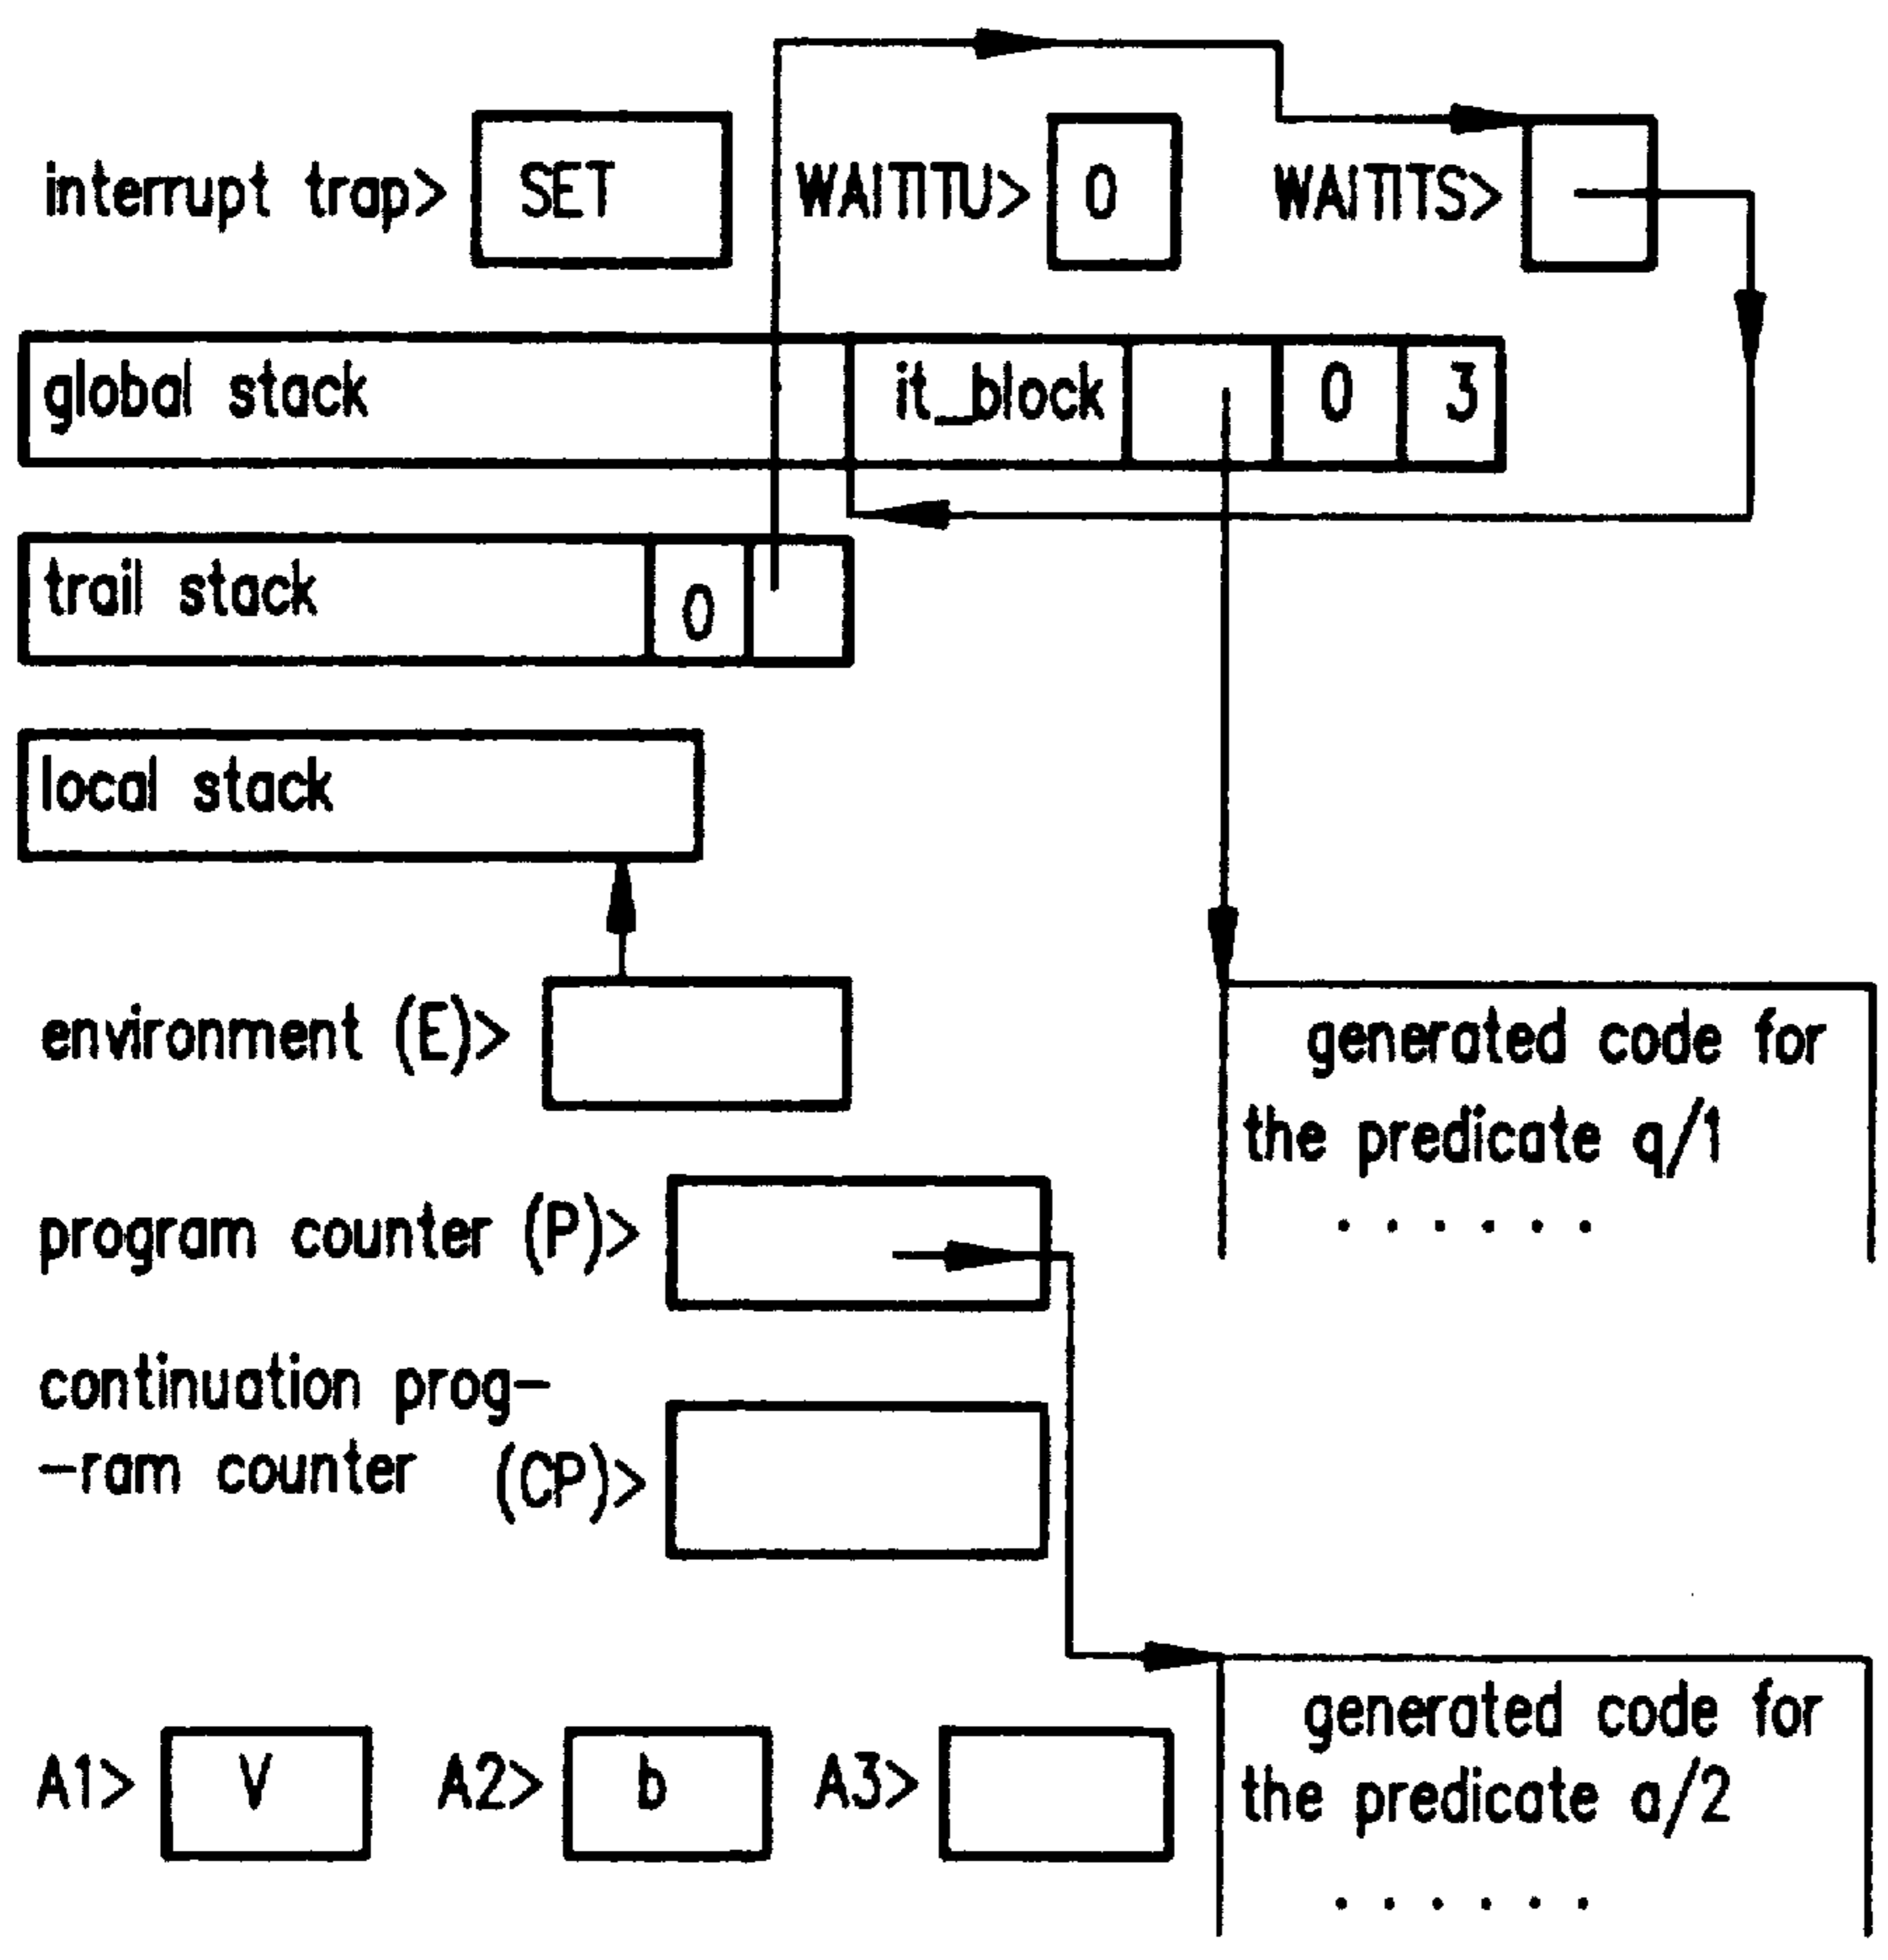 interrupt trap> SET WAITITU> 0 WAITITS>
global stack it_block 0 3
trail stack 0
local stack
environment (E)>
generated code for
the predicate q/1
. . . . . .
program counter (P)>
continuation prog-
-ram counter (CP)>
generated code for
the predicate a/2
. . . . . .
A1> V A2> b A3>